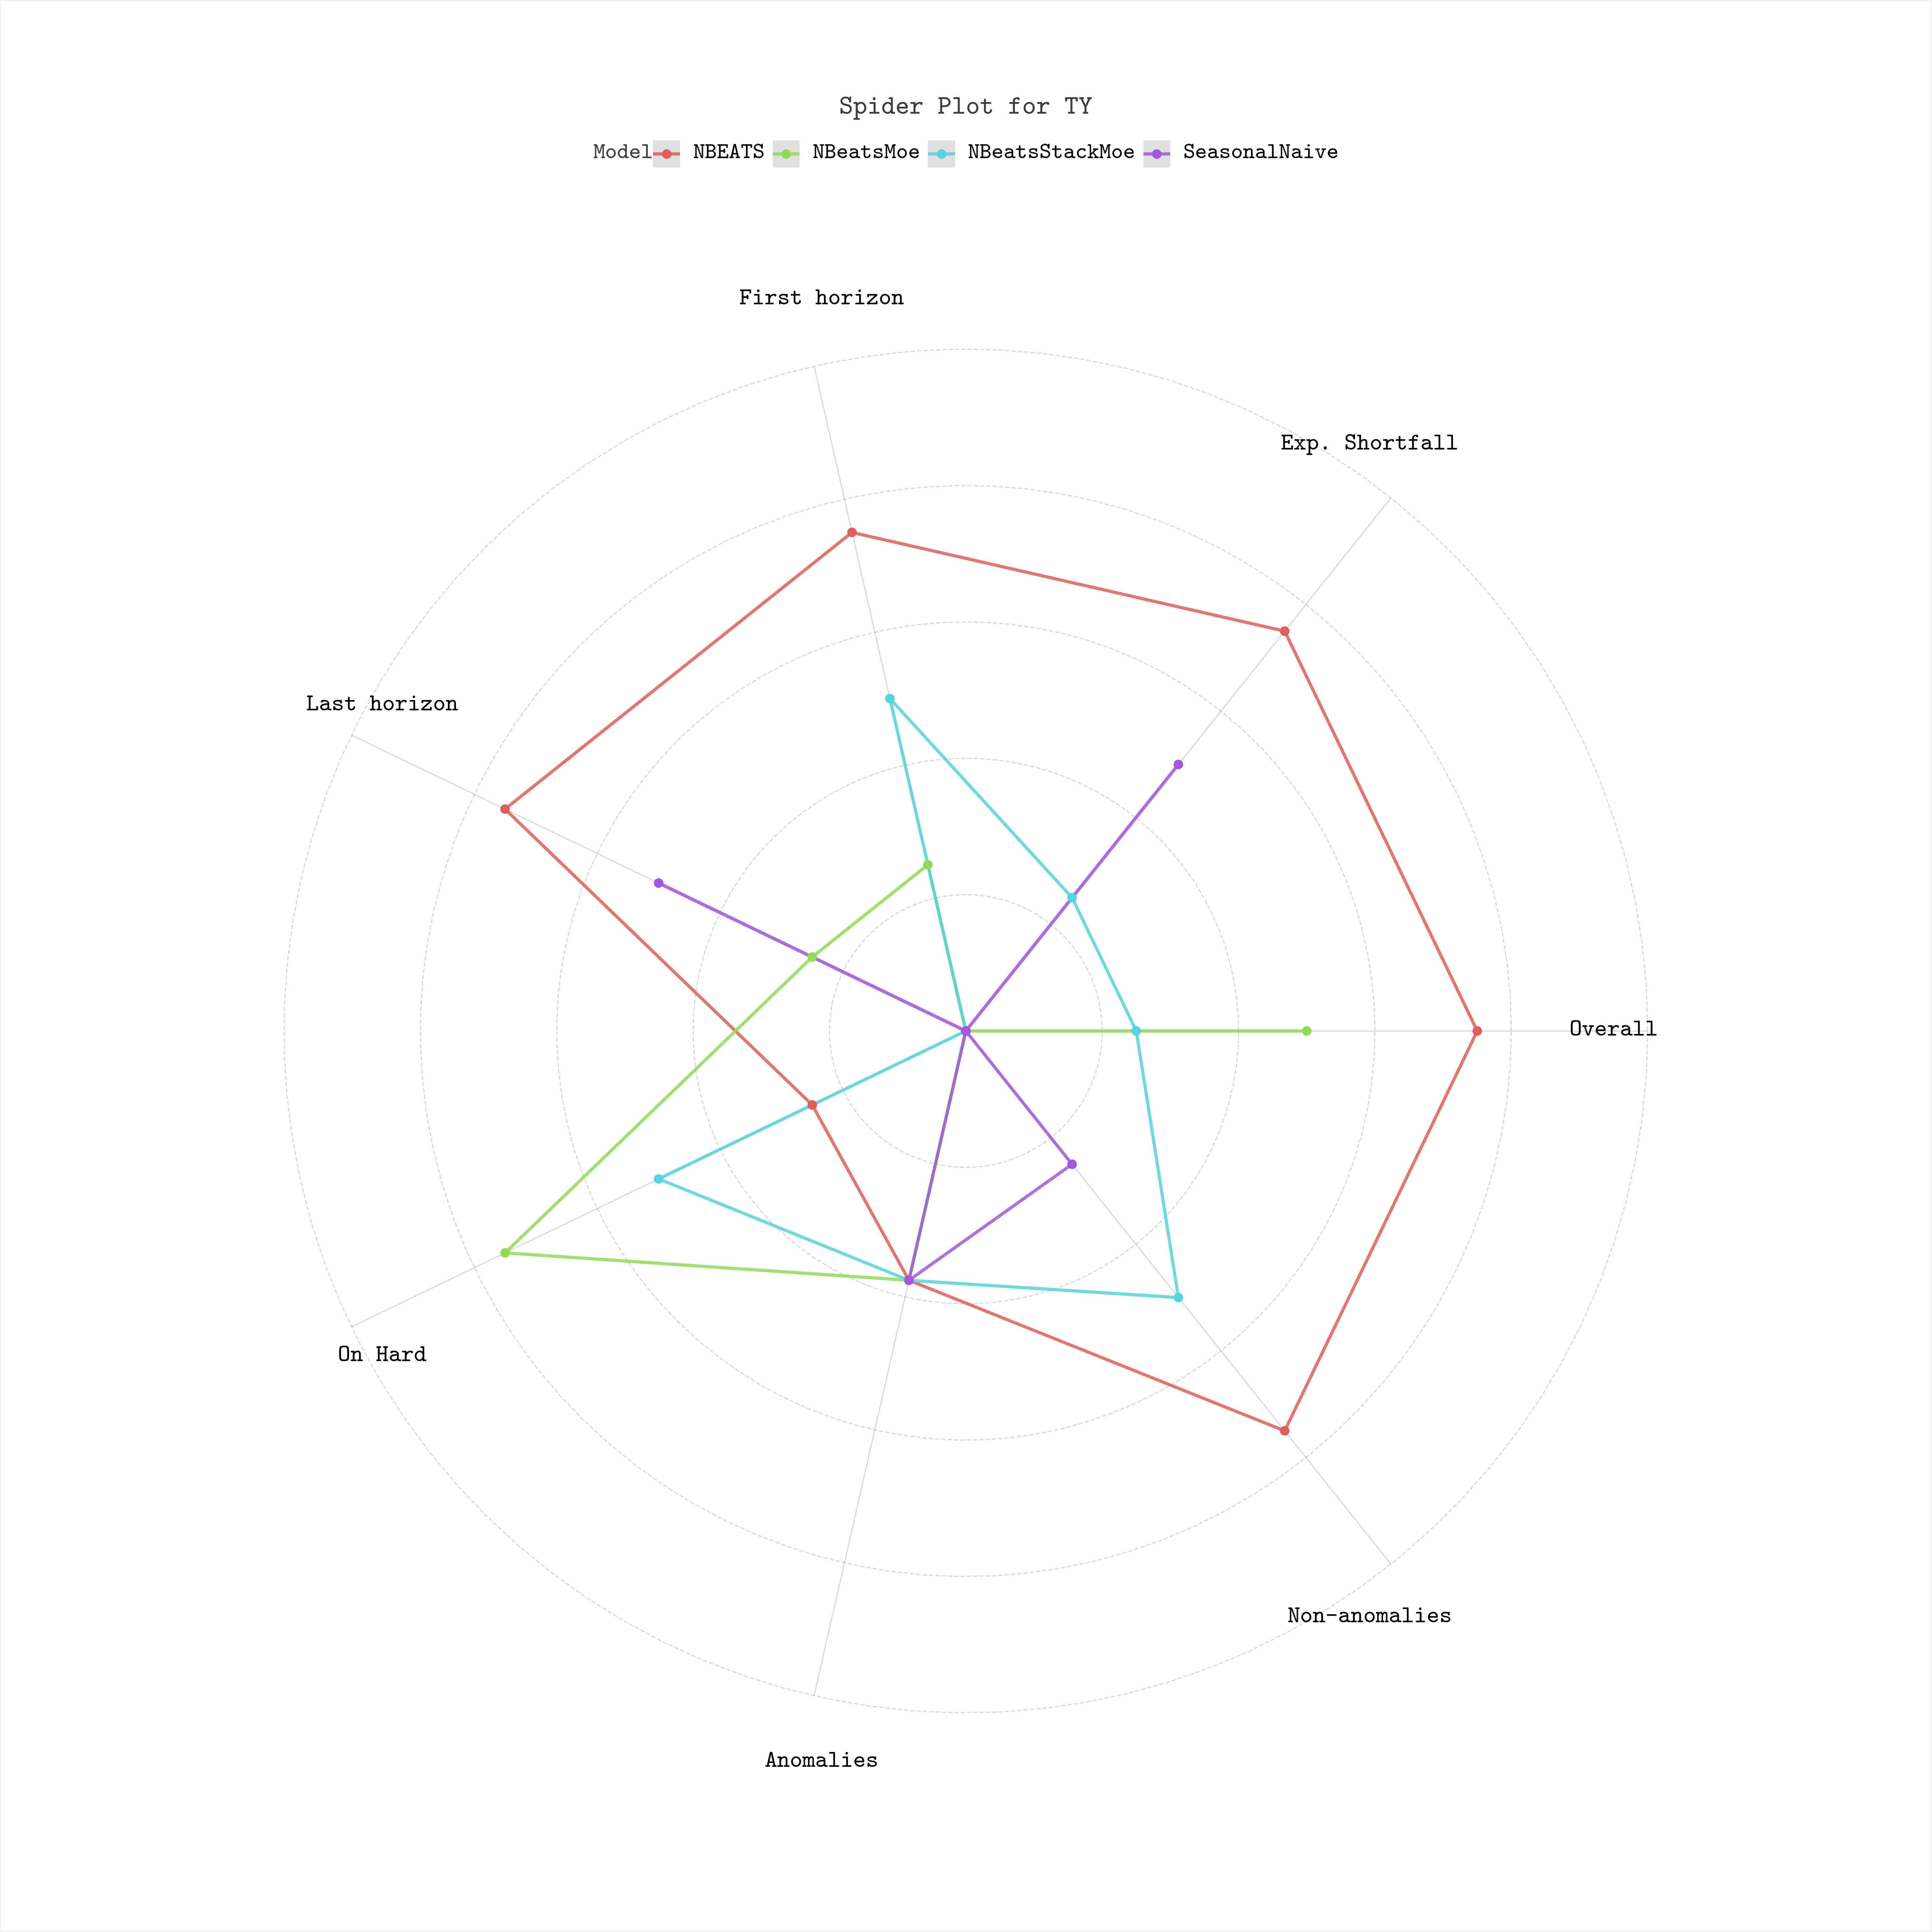 Spider Plot for TY
Model NBEATS NBeatsMoe NBeatsStackMoe SeasonalNaive
First horizon
Exp. Shortfall
Last horizon
Overall
On Hard
Non-anomalies
Anomalies